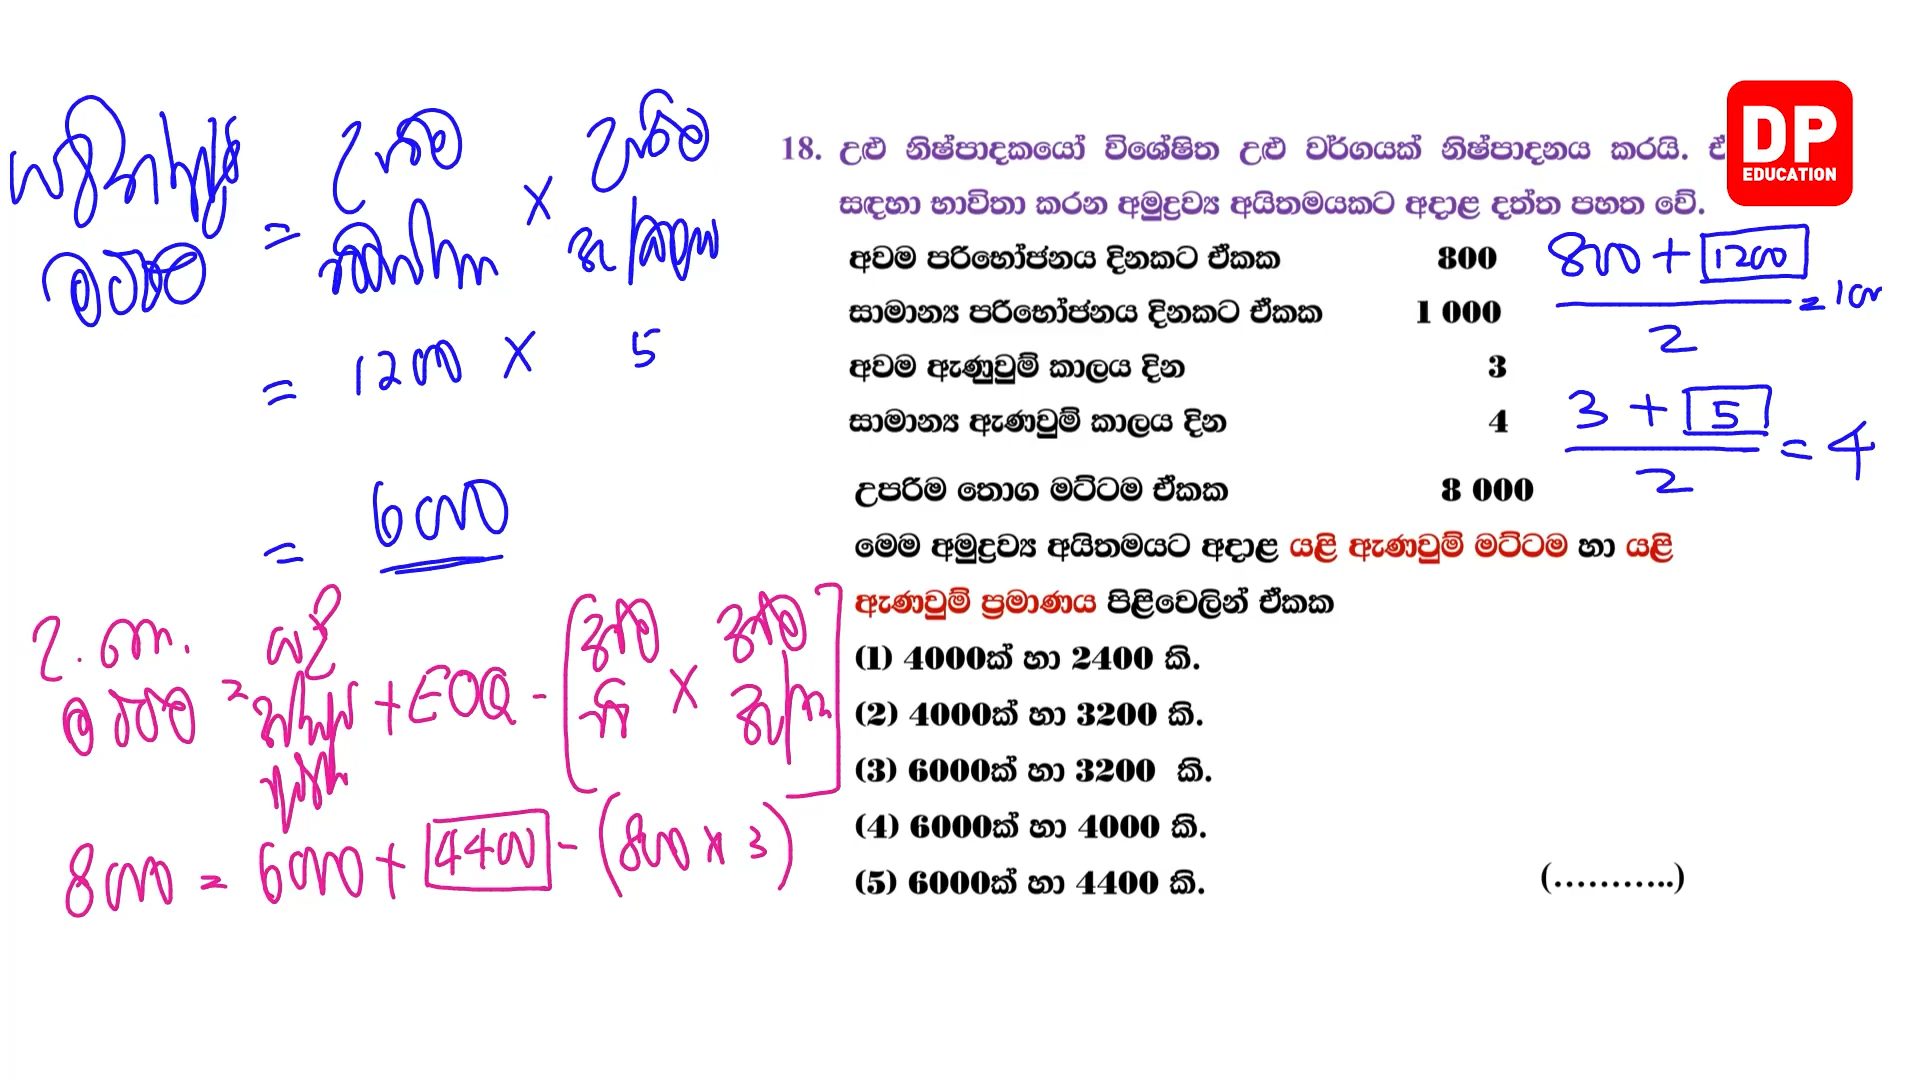 DP
EDUCATION
18. උළු නිෂ්පාදකයෝ විශේෂිත උළු වර්ගයක් නිෂ්පාදනය කරයි.
සඳහා භාවිතා කරන අමුද්‍රව්‍ය අයිතමයකට අදාළ දත්ත පහත වේ.
අවම පරිභෝජනය දිනකට ඒකක 800
සාමාන්‍ය පරිභෝජනය දිනකට ඒකක 1 000
අවම ඇණුවුම් කාලය දින 3
සාමාන්‍ය ඇණවුම් කාලය දින 4
උපරිම තොග මට්ටම ඒකක 8 000
මෙම අමුද්‍රව්‍ය අයිතමයට අදාළ යළි ඇණවුම් මට්ටම හා යළි
ඇණවුම් ප්‍රමාණය පිළිවෙලින් ඒකක
(1) 4000ක් හා 2400 කි.
(2) 4000ක් හා 3200 කි.
(3) 6000ක් හා 3200 කි.
(4) 6000ක් හා 4000 කි.
(5) 6000ක් හා 4400 කි.
(...........)
800 + 1200
2
3 + 5 = 4
2
= 1200 × 5
= 6000
+ EOQ -
8000 = 6000 + 4400 - (800 × 3)